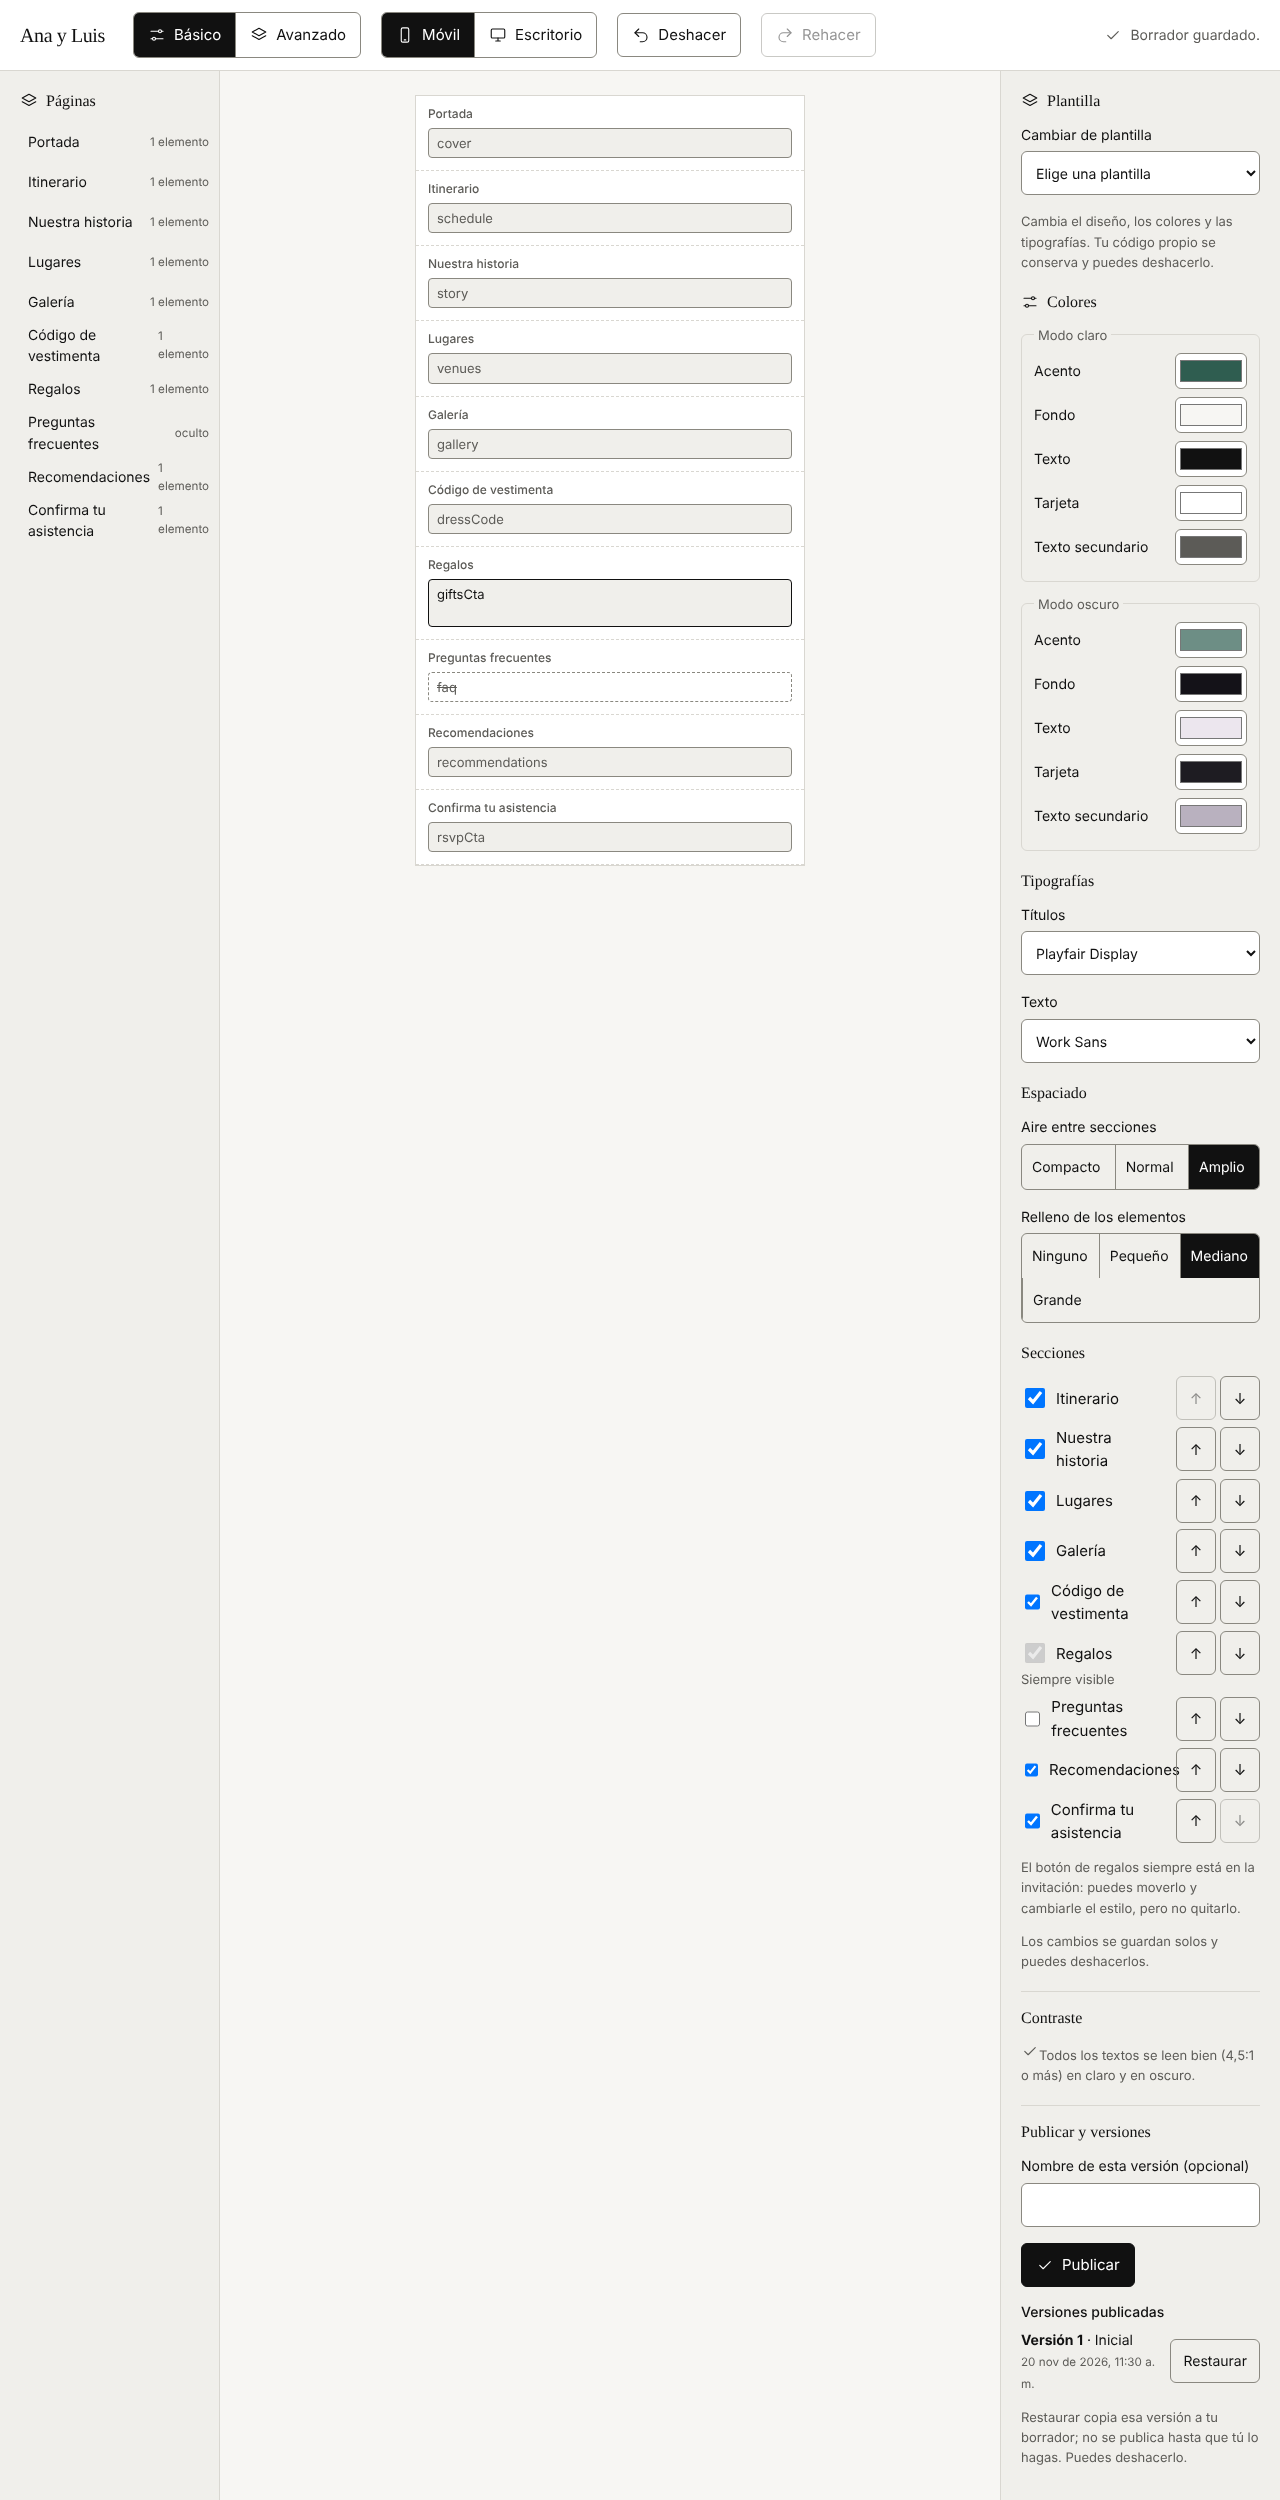 Ana y Luis
Básico
Avanzado
Móvil
Escritorio
Deshacer
Rehacer
Borrador guardado.
Páginas
Portada
1 elemento
Itinerario
1 elemento
Nuestra historia
1 elemento
Lugares
1 elemento
Galería
1 elemento
Código de
vestimenta
1
elemento
Regalos
1 elemento
Preguntas
frecuentes
oculto
Recomendaciones
1
elemento
Confirma tu
asistencia
1
elemento
Portada
cover
Itinerario
schedule
Nuestra historia
story
Lugares
venues
Galería
gallery
Código de vestimenta
dressCode
Regalos
giftsCta
Preguntas frecuentes
faq
Recomendaciones
recommendations
Confirma tu asistencia
rsvpCta
Plantilla
Cambiar de plantilla
Elige una plantilla
Cambia el diseño, los colores y las
tipografías. Tu código propio se
conserva y puedes deshacerlo.
Colores
Modo claro
Acento
Fondo
Texto
Tarjeta
Texto secundario
Modo oscuro
Acento
Fondo
Texto
Tarjeta
Texto secundario
Tipografías
Títulos
Playfair Display
Texto
Work Sans
Espaciado
Aire entre secciones
Compacto
Normal
Amplio
Relleno de los elementos
Ninguno
Pequeño
Mediano
Grande
Secciones
Itinerario
Nuestra
historia
Lugares
Galería
Código de
vestimenta
Regalos
Siempre visible
Preguntas
frecuentes
Recomendaciones
Confirma tu
asistencia
El botón de regalos siempre está en la
invitación: puedes moverlo y
cambiarle el estilo, pero no quitarlo.
Los cambios se guardan solos y
puedes deshacerlos.
Contraste
Todos los textos se leen bien (4,5:1
o más) en claro y en oscuro.
Publicar y versiones
Nombre de esta versión (opcional)
Publicar
Versiones publicadas
Versión 1 · Inicial
20 nov de 2026, 11:30 a.
m.
Restaurar
Restaurar copia esa versión a tu
borrador; no se publica hasta que tú lo
hagas. Puedes deshacerlo.